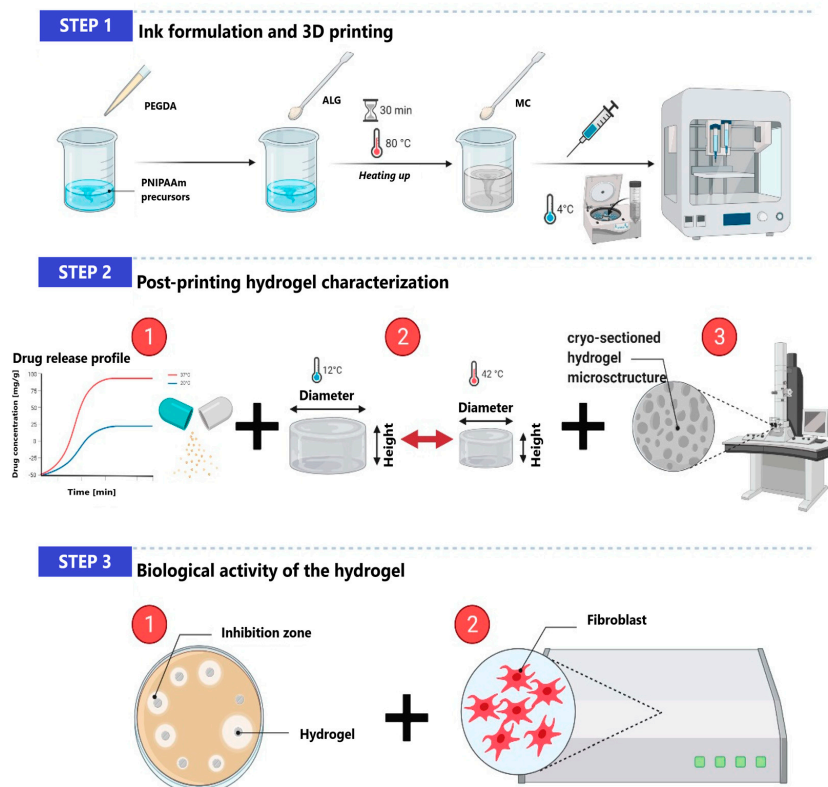 STEP 1
Ink formulation and 3D printing
PEGDA
PNIPAAm
precursors
ALG
30 min
80 °C
Heating up
MC
4°C
STEP 2
Post-printing hydrogel characterization
1
Drug release profile
Drug concentration [mg/g]
100
75
50
25
0
-25
-50
37°C
20°C
Time [min]
2
12°C
Diameter
Height
42 °C
Diameter
Height
3
cryo-sectioned
hydrogel
microsctructure
STEP 3
Biological activity of the hydrogel
1
Inhibition zone
Hydrogel
2
Fibroblast